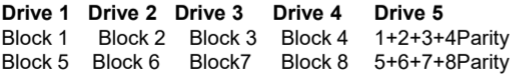 Drive 1 Drive 2 Drive 3 Drive 4 Drive 5
Block 1 Block 2 Block 3 Block 4 1+2+3+4Parity
Block 5 Block 6 Block7 Block 8 5+6+7+8Parity